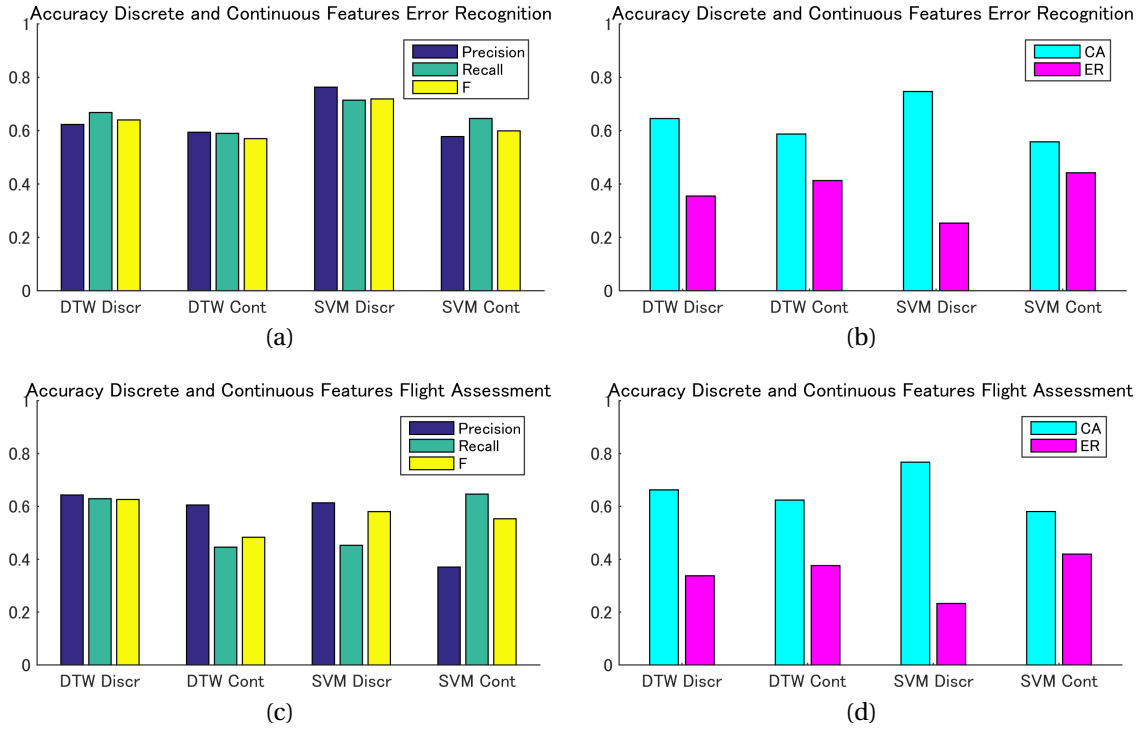 Accuracy Discrete and Continuous Features Error Recognition
1
0.8
0.6
0.4
0.2
0
Precision
Recall
F
DTW Discr DTW Cont SVM Discr SVM Cont
(a)
Accuracy Discrete and Continuous Features Error Recognition
1
0.8
0.6
0.4
0.2
0
CA
ER
DTW Discr DTW Cont SVM Discr SVM Cont
(b)
Accuracy Discrete and Continuous Features Flight Assessment
1
0.8
0.6
0.4
0.2
0
Precision
Recall
F
DTW Discr DTW Cont SVM Discr SVM Cont
(c)
Accuracy Discrete and Continuous Features Flight Assessment
1
0.8
0.6
0.4
0.2
0
CA
ER
DTW Discr DTW Cont SVM Discr SVM Cont
(d)